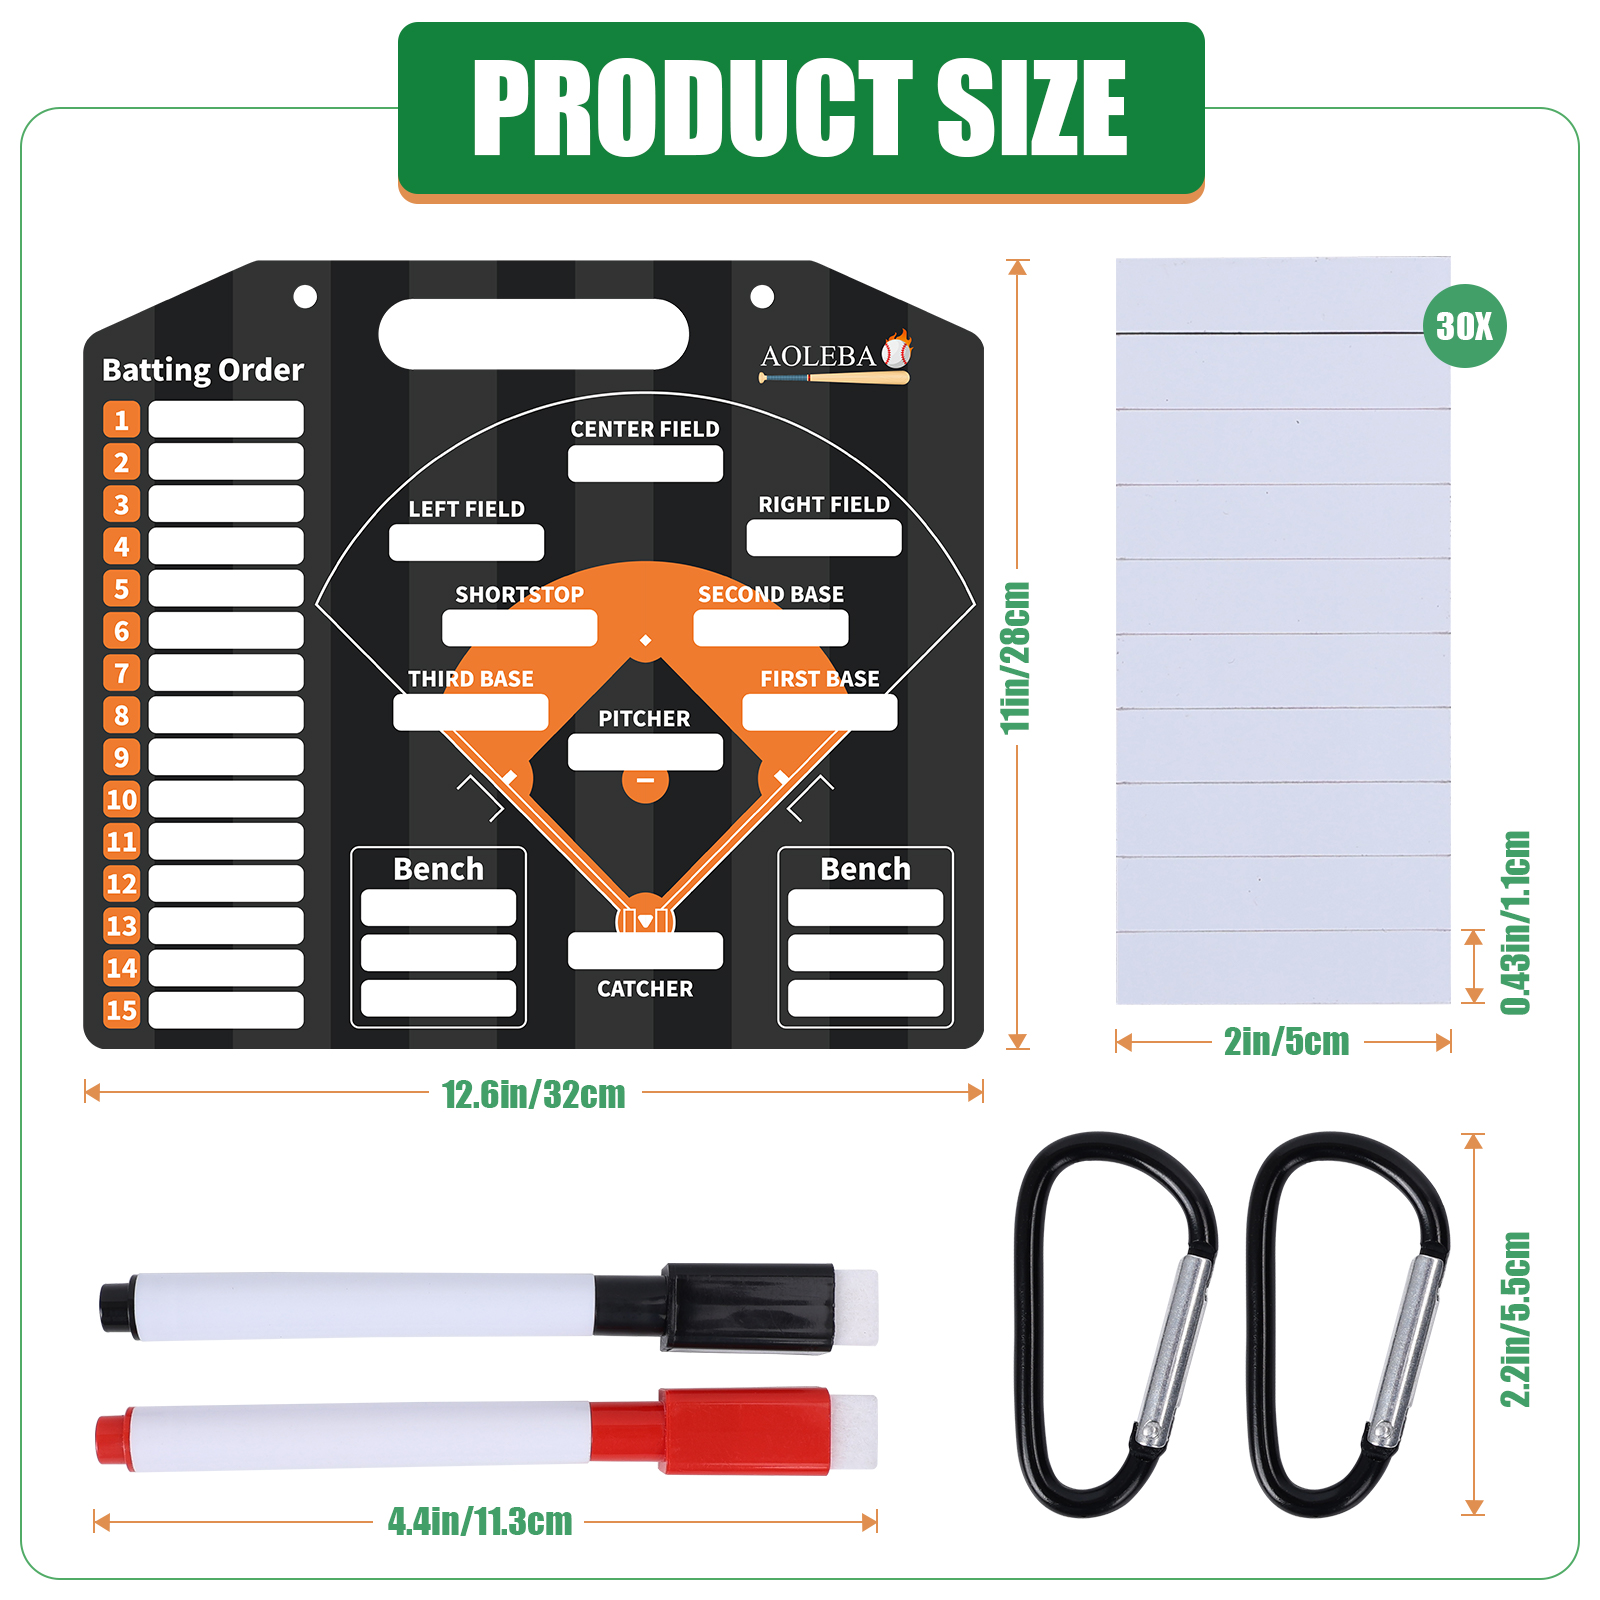 PRODUCT SIZE
Batting Order
1
2
3
4
5
6
7
8
9
10
11
12
13
14
15
AOLEBA
CENTER FIELD
LEFT FIELD
RIGHT FIELD
SHORTSTOP
SECOND BASE
THIRD BASE
FIRST BASE
PITCHER
Bench
Bench
CATCHER
11in/28cm
12.6in/32cm
30X
0.43in/1.1cm
2in/5cm
4.4in/11.3cm
2.2in/5.5cm